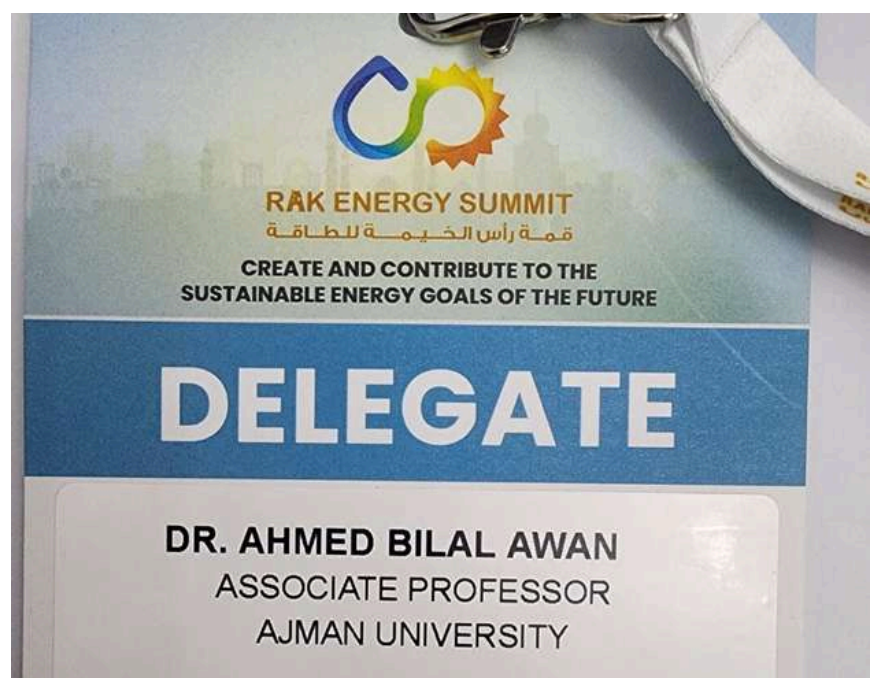 RAK ENERGY SUMMIT
قمة رأس الخيمة للطاقة
CREATE AND CONTRIBUTE TO THE
SUSTAINABLE ENERGY GOALS OF THE FUTURE
DELEGATE
DR. AHMED BILAL AWAN
ASSOCIATE PROFESSOR
AJMAN UNIVERSITY